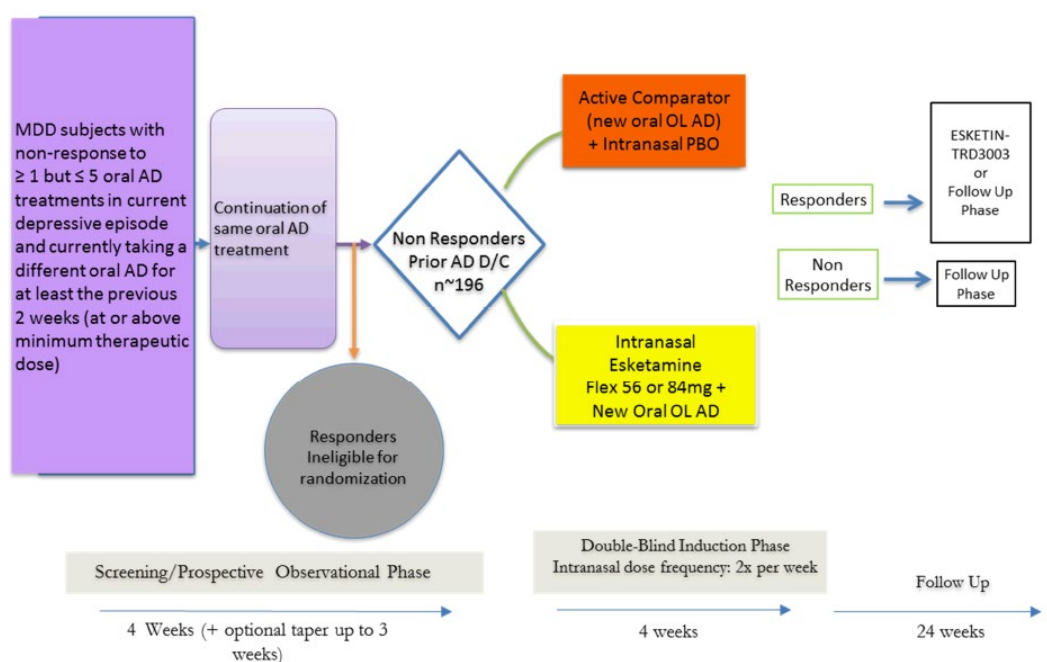 MDD subjects with
non-response to
≥ 1 but ≤ 5 oral AD
treatments in current
depressive episode
and currently taking a
different oral AD for
at least the previous
2 weeks (at or above
minimum therapeutic
dose)
Continuation of
same oral AD
treatment
Responders
Ineligible for
randomization
Non Responders
Prior AD D/C
n~196
Active Comparator
(new oral OL AD)
+ Intranasal PBO
Intranasal
Esketamine
Flex 56 or 84mg +
New Oral OL AD
Responders
ESKETIN-
TRD3003
or
Follow Up
Phase
Non
Responders
Follow Up
Phase
Screening/Prospective Observational Phase
4 Weeks (+ optional taper up to 3
weeks)
Double-Blind Induction Phase
Intranasal dose frequency: 2x per week
4 weeks
Follow Up
24 weeks